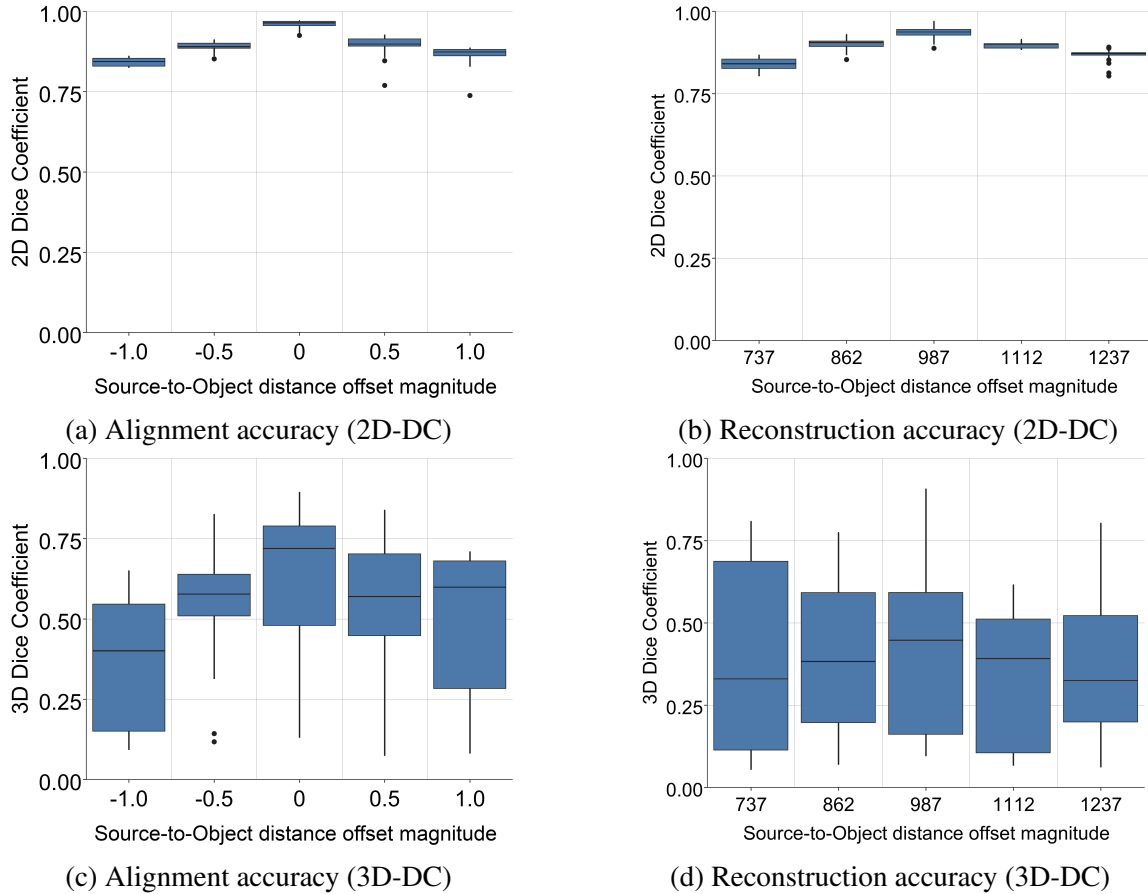 1.00
0.75
0.50
0.25
0.00
2D Dice Coefficient
-1.0 -0.5 0 0.5 1.0
Source-to-Object distance offset magnitude
(a) Alignment accuracy (2D-DC)
1.00
0.75
0.50
0.25
0.00
2D Dice Coefficient
737 862 987 1112 1237
Source-to-Object distance offset magnitude
(b) Reconstruction accuracy (2D-DC)
1.00
0.75
0.50
0.25
0.00
3D Dice Coefficient
-1.0 -0.5 0 0.5 1.0
Source-to-Object distance offset magnitude
(c) Alignment accuracy (3D-DC)
1.00
0.75
0.50
0.25
0.00
3D Dice Coefficient
737 862 987 1112 1237
Source-to-Object distance offset magnitude
(d) Reconstruction accuracy (3D-DC)